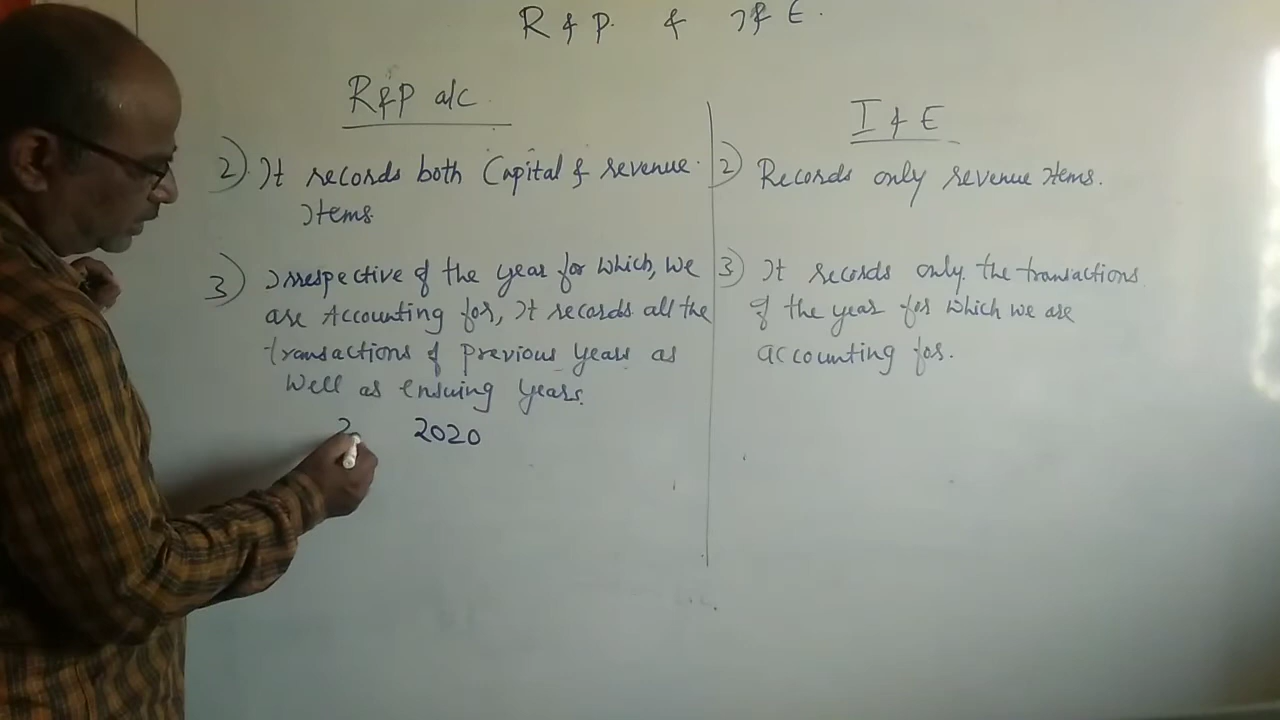 R & P. & I & E.
R&P a/c.
2) It records both Capital & revenue.
Items.
3) Irrespective of the year for which, we
are Accounting for, It records all the
transactions of previous years as
well as ensuing years.
2 2020
I & E
2) Records only revenue Items.
3) It records only the transactions
of the year for which we are
accounting for.